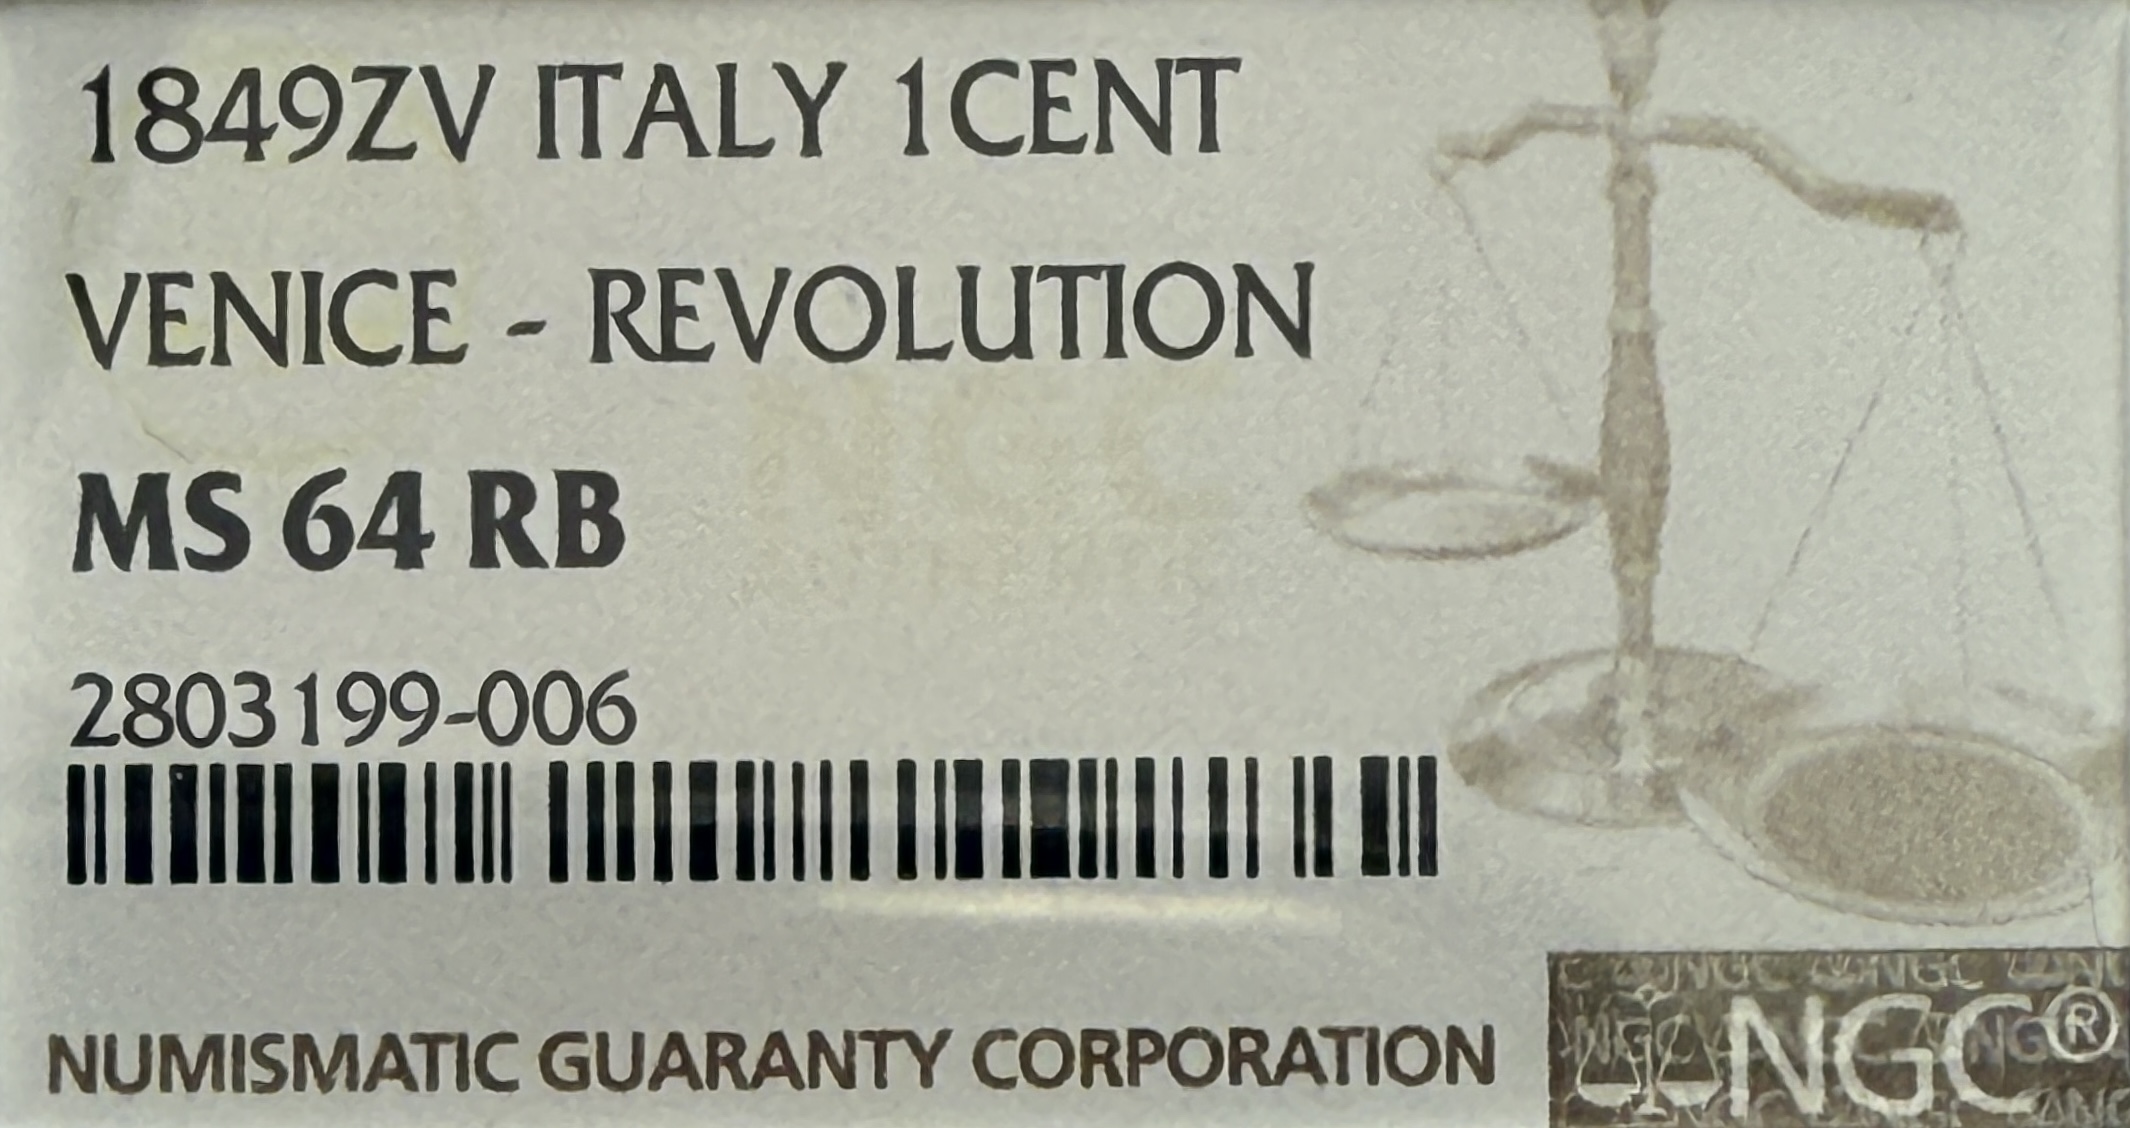 1849ZV ITALY 1CENT
VENICE - REVOLUTION
MS 64 RB
2803199-006
NUMISMATIC GUARANTY CORPORATION
NGC®